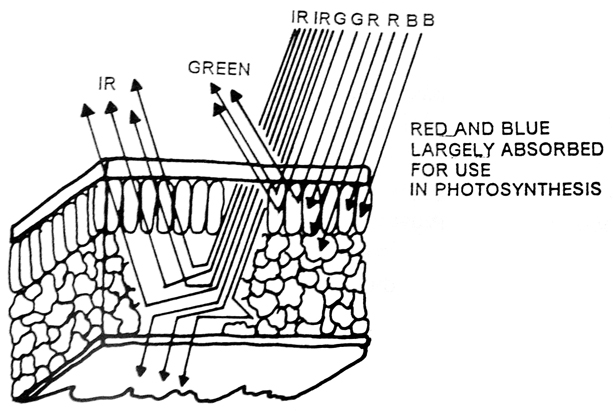 IR IR G G R R B B
IR
GREEN
RED AND BLUE
LARGELY ABSORBED
FOR USE
IN PHOTOSYNTHESIS